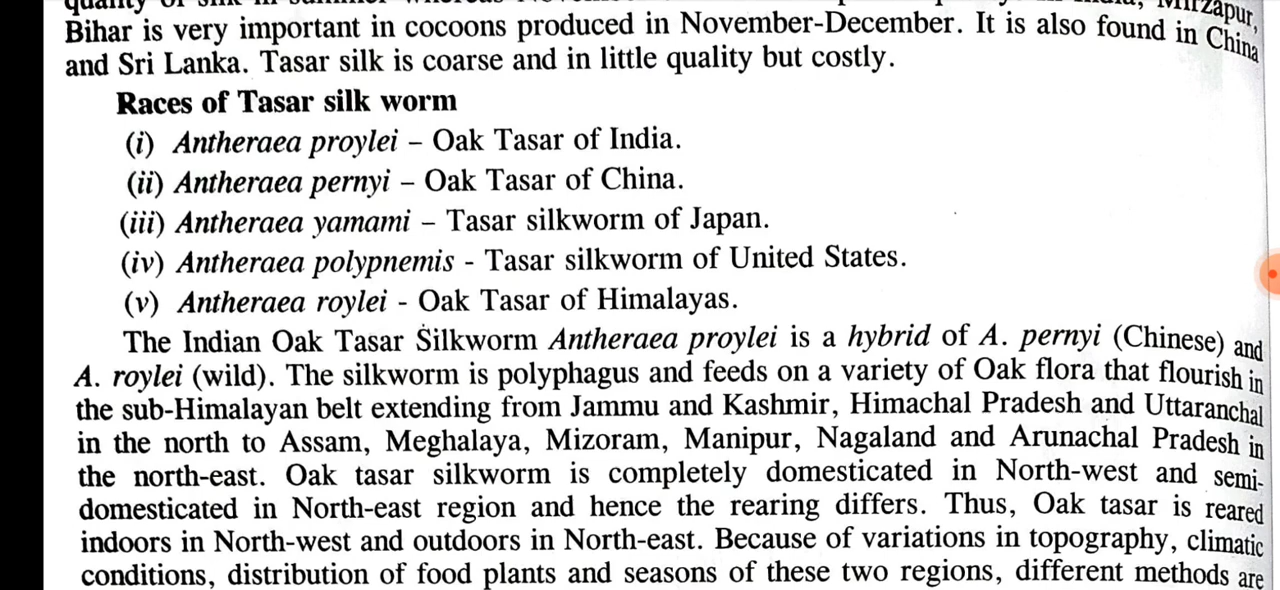 Mirzapur,
Bihar is very important in cocoons produced in November-December. It is also found in China
and Sri Lanka. Tasar silk is coarse and in little quality but costly.
Races of Tasar silk worm
(i) Antheraea proylei – Oak Tasar of India.
(ii) Antheraea pernyi – Oak Tasar of China.
(iii) Antheraea yamami – Tasar silkworm of Japan.
(iv) Antheraea polypnemis - Tasar silkworm of United States.
(v) Antheraea roylei - Oak Tasar of Himalayas.
The Indian Oak Tasar Silkworm Antheraea proylei is a hybrid of A. pernyi (Chinese) and
A. roylei (wild). The silkworm is polyphagus and feeds on a variety of Oak flora that flourish in
the sub-Himalayan belt extending from Jammu and Kashmir, Himachal Pradesh and Uttaranchal
in the north to Assam, Meghalaya, Mizoram, Manipur, Nagaland and Arunachal Pradesh in
the north-east. Oak tasar silkworm is completely domesticated in North-west and semi-
domesticated in North-east region and hence the rearing differs. Thus, Oak tasar is reared
indoors in North-west and outdoors in North-east. Because of variations in topography, climatic
conditions, distribution of food plants and seasons of these two regions, different methods are